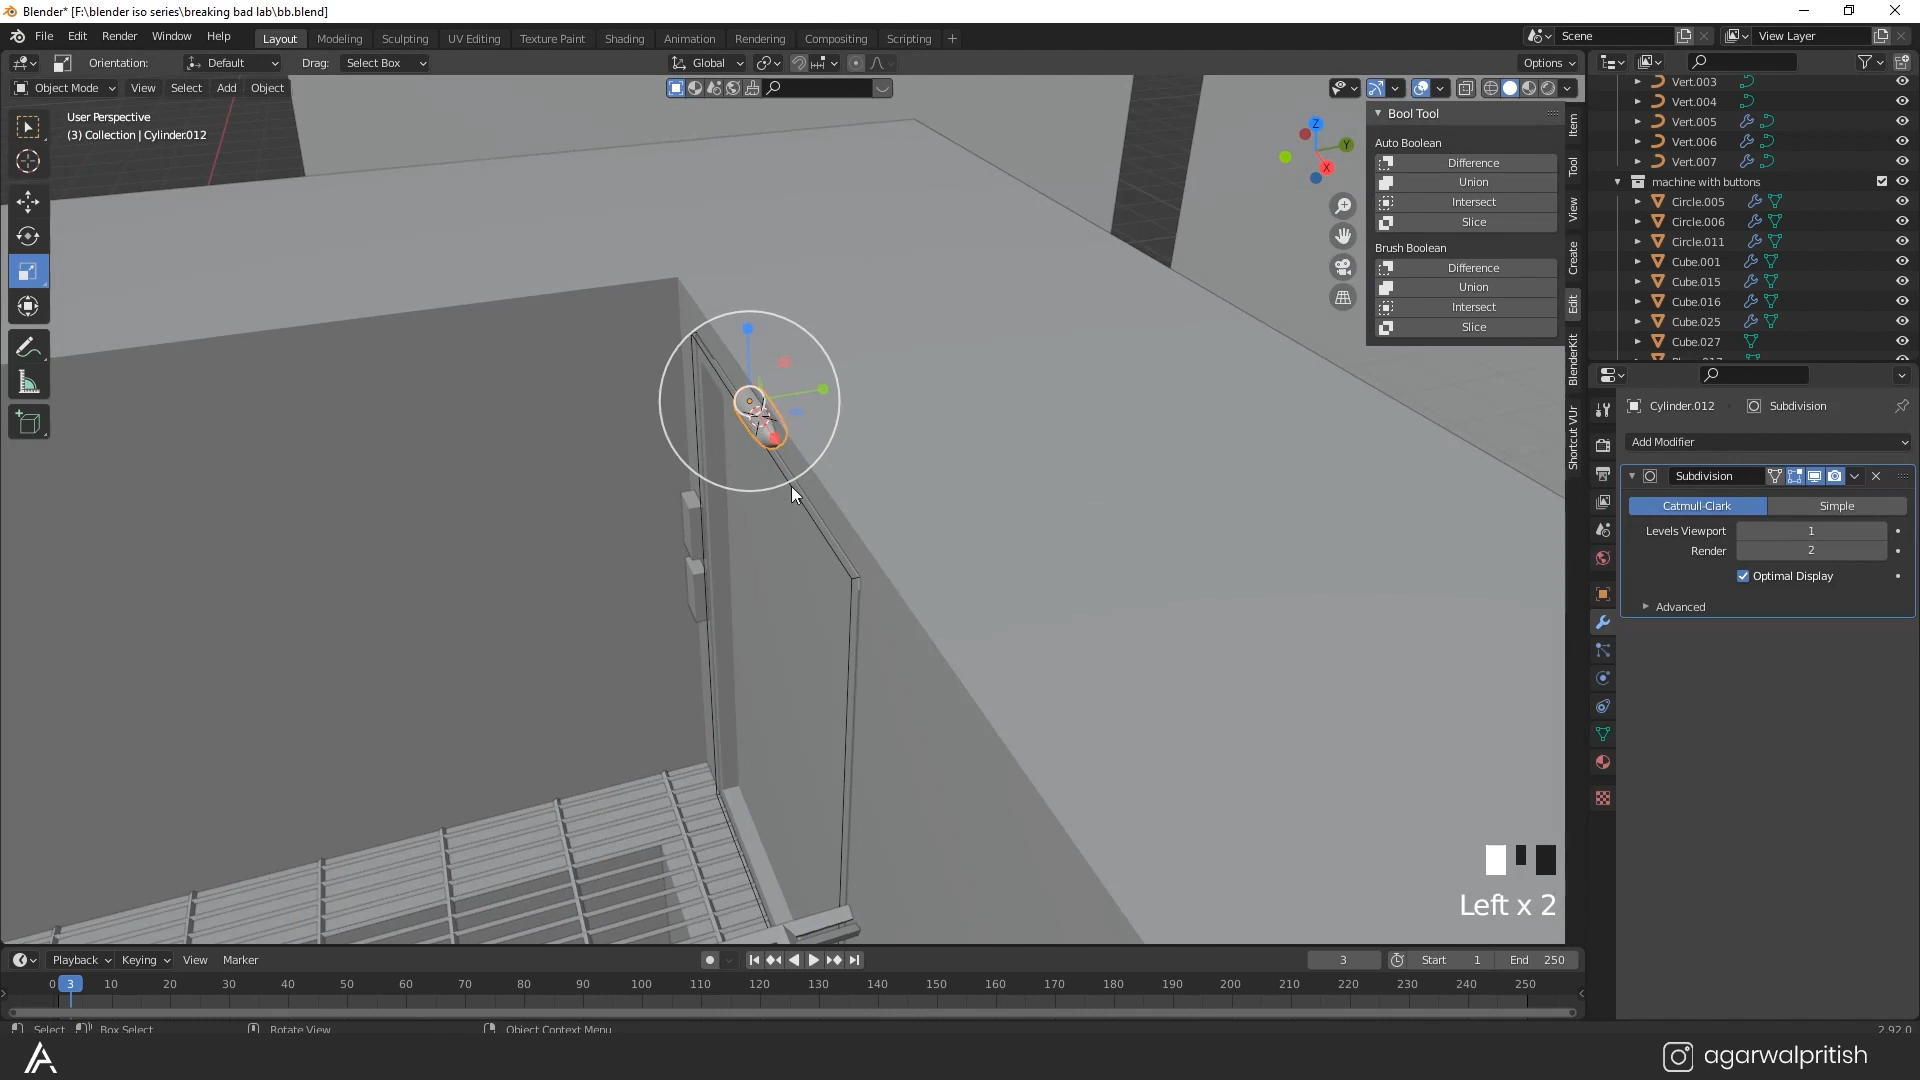 Blender* [F:\blender iso series\breaking bad lab\bb.blend]
File Edit Render Window Help Layout Modeling Sculpting UV Editing Texture Paint Shading Animation Rendering Compositing Scripting + Scene View Layer
Orientation: Default Drag: Select Box Global Options
Object Mode View Select Add Object
User Perspective
(3) Collection | Cylinder.012
Z
Y
X
Bool Tool
Auto Boolean
Difference
Union
Intersect
Slice
Brush Boolean
Difference
Union
Intersect
Slice
Item
Tool
View
Create
Edit
BlenderKit
Shortcut VUr
Vert.003
Vert.004
Vert.005
Vert.006
Vert.007
machine with buttons
Circle.005
Circle.006
Circle.011
Cube.001
Cube.015
Cube.016
Cube.025
Cube.027
Cylinder.012 Subdivision
Add Modifier
Subdivision
Catmull-Clark Simple
Levels Viewport 1
Render 2
Optimal Display
Advanced
Left x 2
Playback Keying View Marker 3 Start 1 End 250
0 3 10 20 30 40 50 60 70 80 90 100 110 120 130 140 150 160 170 180 190 200 210 220 230 240 250
Select Box Select Rotate View Object Context Menu 2.92.0
agarwalpritish